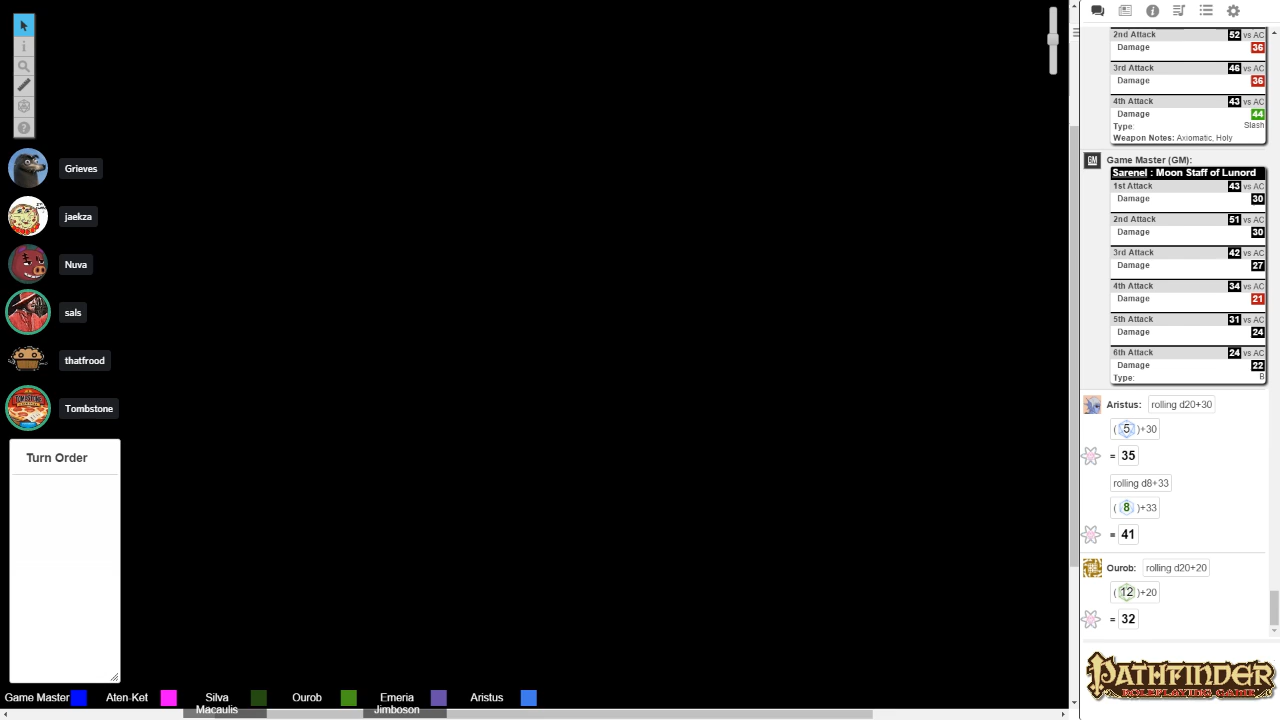 Grieves
jaekza
Nuva
sals
thatfrood
Tombstone
Turn Order
Game Master
Aten-Ket
Silva Macaulis
Ourob
Emeria Jimboson
Aristus
2nd Attack 52 vs AC
Damage 36
3rd Attack 46 vs AC
Damage 36
4th Attack 43 vs AC
Damage 44
Type: Slash
Weapon Notes: Axiomatic, Holy
GM
Game Master (GM):
Sarenel : Moon Staff of Lunord
1st Attack 43 vs AC
Damage 30
2nd Attack 51 vs AC
Damage 30
3rd Attack 42 vs AC
Damage 27
4th Attack 34 vs AC
Damage 21
5th Attack 31 vs AC
Damage 24
6th Attack 24 vs AC
Damage 22
Type: B
Aristus: rolling d20+30
( 5 )+30
= 35
rolling d8+33
( 8 )+33
= 41
Ourob: rolling d20+20
( 12 )+20
= 32
PATHFINDER
ROLEPLAYING GAME